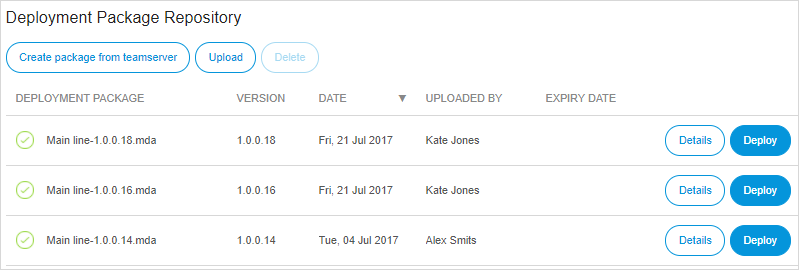 Deployment Package Repository
Create package from teamserver Upload Delete
DEPLOYMENT PACKAGE VERSION DATE ▼ UPLOADED BY EXPIRY DATE
Main line-1.0.0.18.mda 1.0.0.18 Fri, 21 Jul 2017 Kate Jones Details Deploy
Main line-1.0.0.16.mda 1.0.0.16 Fri, 21 Jul 2017 Kate Jones Details Deploy
Main line-1.0.0.14.mda 1.0.0.14 Tue, 04 Jul 2017 Alex Smits Details Deploy